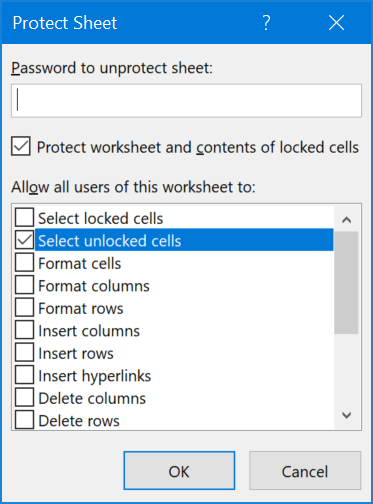 Protect Sheet ?
Password to unprotect sheet:
Protect worksheet and contents of locked cells
Allow all users of this worksheet to:
Select locked cells
Select unlocked cells
Format cells
Format columns
Format rows
Insert columns
Insert rows
Insert hyperlinks
Delete columns
Delete rows
OK Cancel